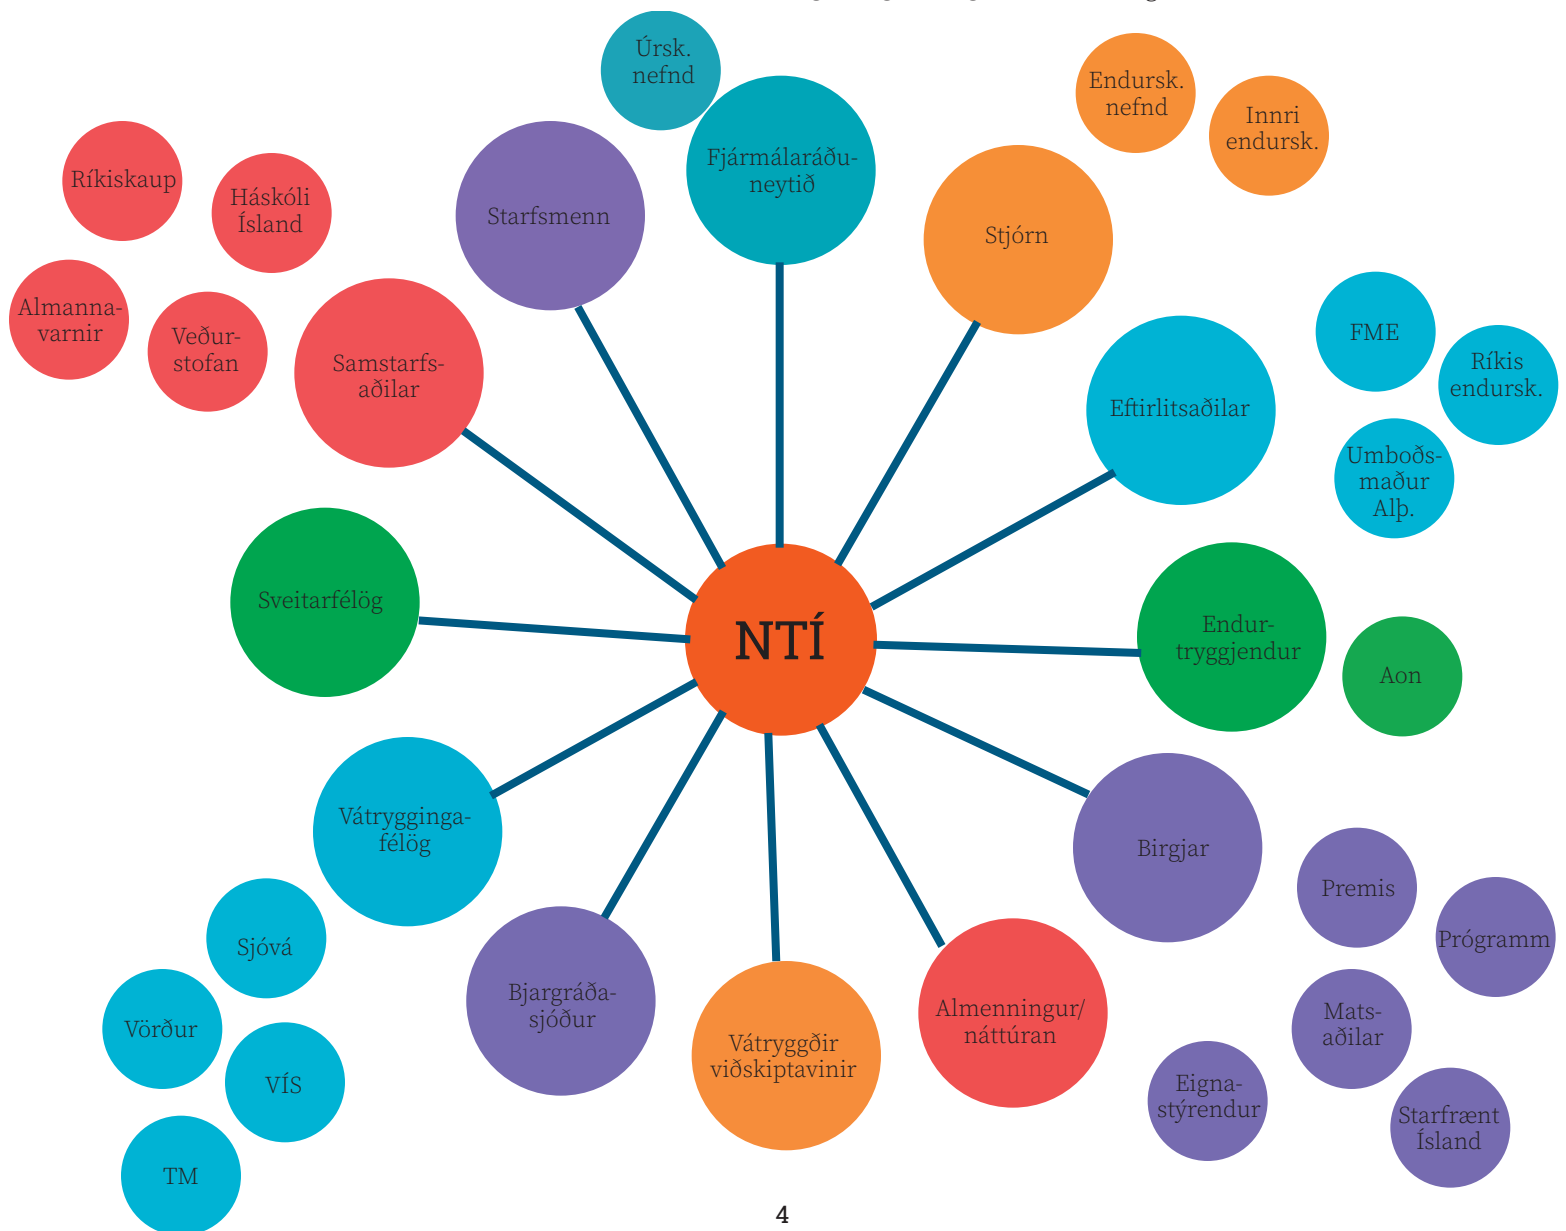 Úrsk.
nefnd
Fjármálaráðu-
neytið
Endursk.
nefnd
Innri
endursk.
Stjórn
Starfsmenn
Ríkiskaup
Háskóli
Ísland
Almanna-
varnir
Veður-
stofan
Samstarfs-
aðilar
FME
Ríkis
endursk.
Umboðs-
maður
Alþ.
Eftirlitsaðilar
Sveitarfélög
NTÍ
Endur-
tryggjendur
Aon
Vátrygginga-
félög
Sjóvá
Vörður
VÍS
TM
Bjargráða-
sjóður
Vátryggðir
viðskiptavinir
Almenningur/
náttúran
Birgjar
Premis
Prógramm
Mats-
aðilar
Eigna-
stýrendur
Starfrænt
Ísland
4